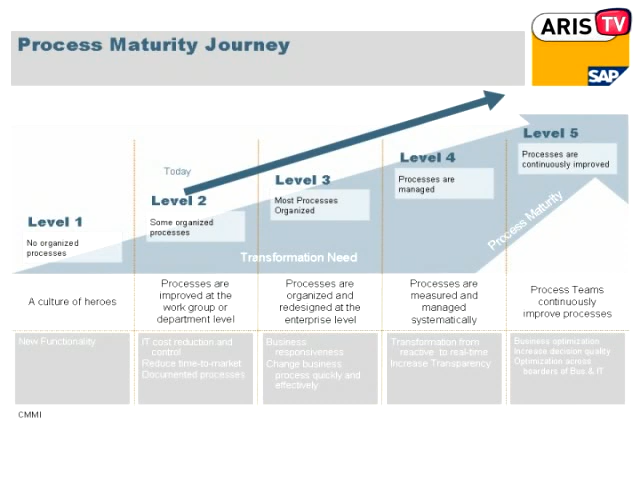 Process Maturity Journey
ARIS TV
SAP
Level 5
Processes are
continuously improved
Level 4
Processes are
managed
Today
Level 3
Most Processes
Organized
Level 2
Some organized
processes
Level 1
No organized
processes
Process Maturity
Transformation Need
A culture of heroes
Processes are
improved at the
work group or
department level
Processes are
organized and
redesigned at the
enterprise level
Processes are
measured and
managed
systematically
Process Teams
continuously
improve processes
New Functionality
IT cost reduction and
control
Reduce time-to-market
Documented processes
Business
responsiveness
Change business
process quickly and
effectively
Transformation from
reactive to real-time
Increase Transparency
Business optimization
Increase decision quality
Optimization across
boarders of Bus & IT
CMMI